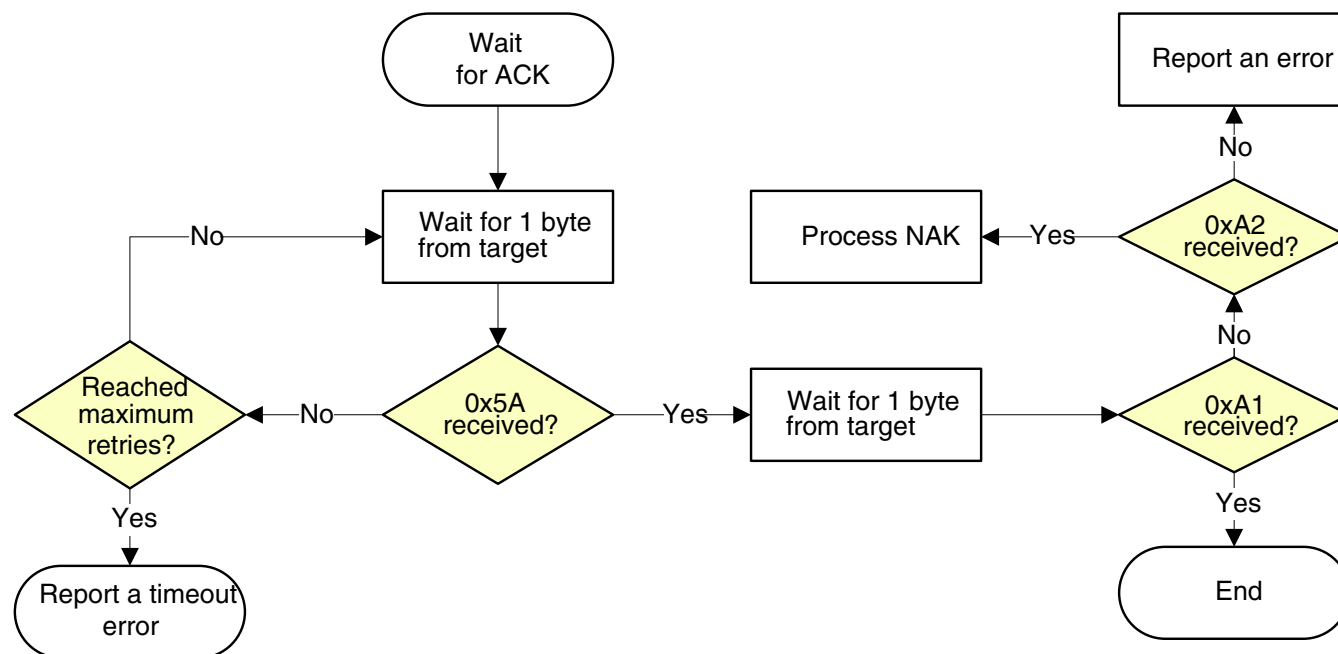 Wait
for ACK
Report an error
No
No
Wait for 1 byte
from target
Process NAK
Yes
0xA2
received?
No
Reached
maximum
retries?
No
0x5A
received?
Yes
Wait for 1 byte
from target
0xA1
received?
Yes
Yes
Report a timeout
error
End